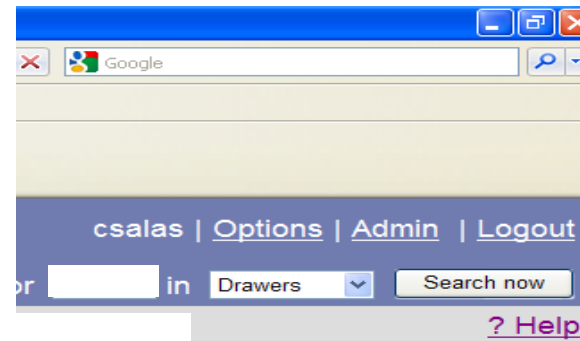 Google
csalas | Options | Admin | Logout
or in Drawers Search now
? Help